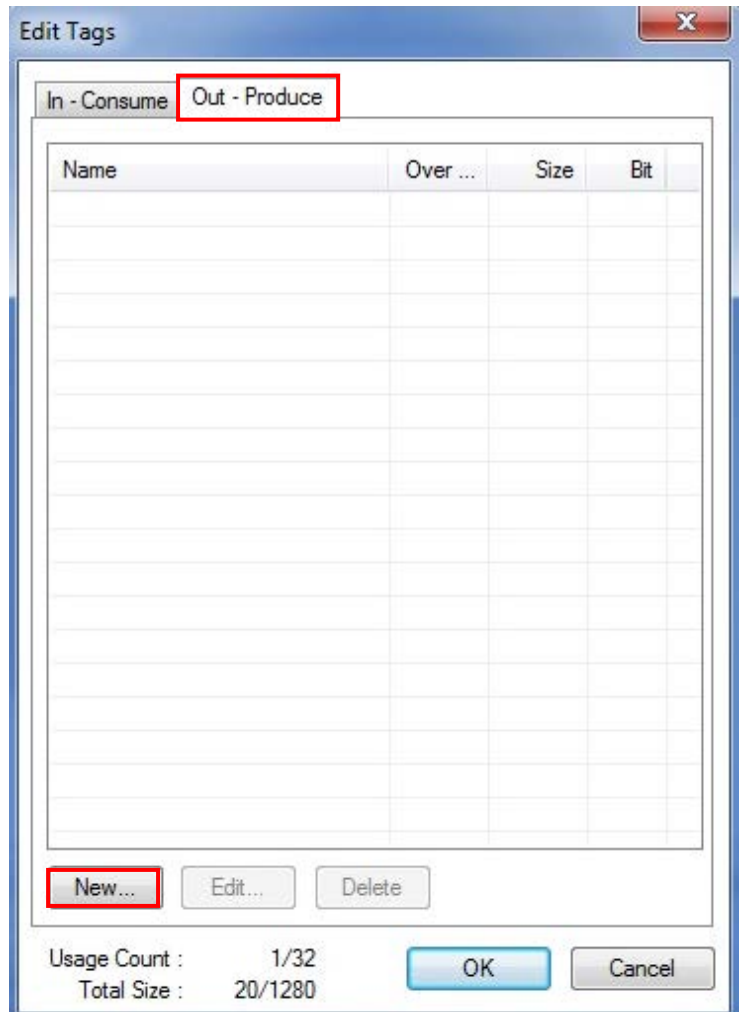 Edit Tags
x
In - Consume Out - Produce
Name Over ... Size Bit
New... Edit... Delete
Usage Count : 1/32
Total Size : 20/1280
OK Cancel